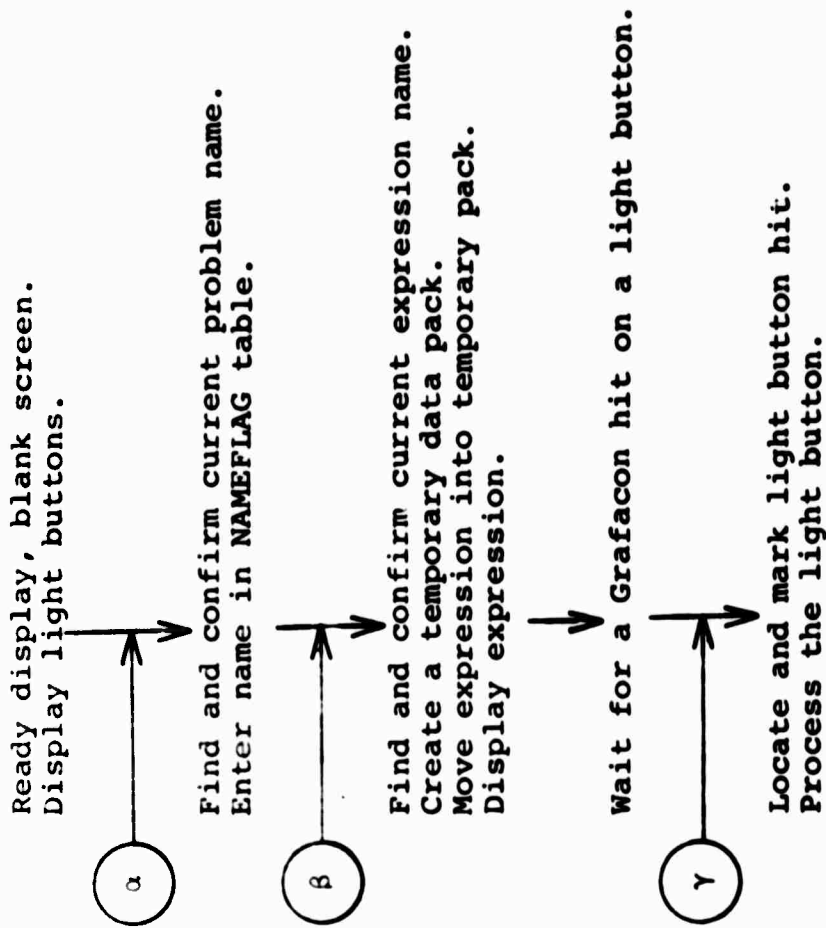 Ready display, blank screen.
Display light buttons.
α
Find and confirm current problem name.
Enter name in NAMEFLAG table.
β
Find and confirm current expression name.
Create a temporary data pack.
Move expression into temporary pack.
Display expression.
Wait for a Grafacon hit on a light button.
γ
Locate and mark light button hit.
Process the light button.